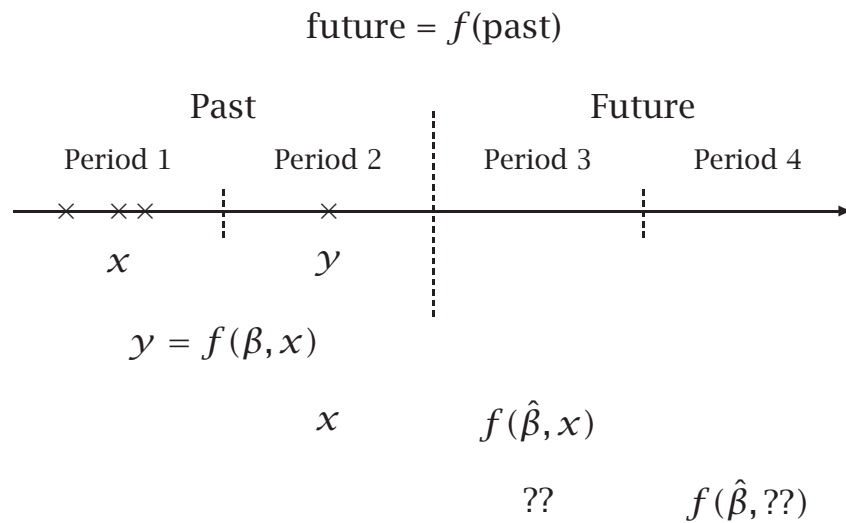 future = f(past)
Past Future
Period 1 Period 2 Period 3 Period 4
x y
y = f(β, x)
x f(β̂, x)
?? f(β̂, ??)